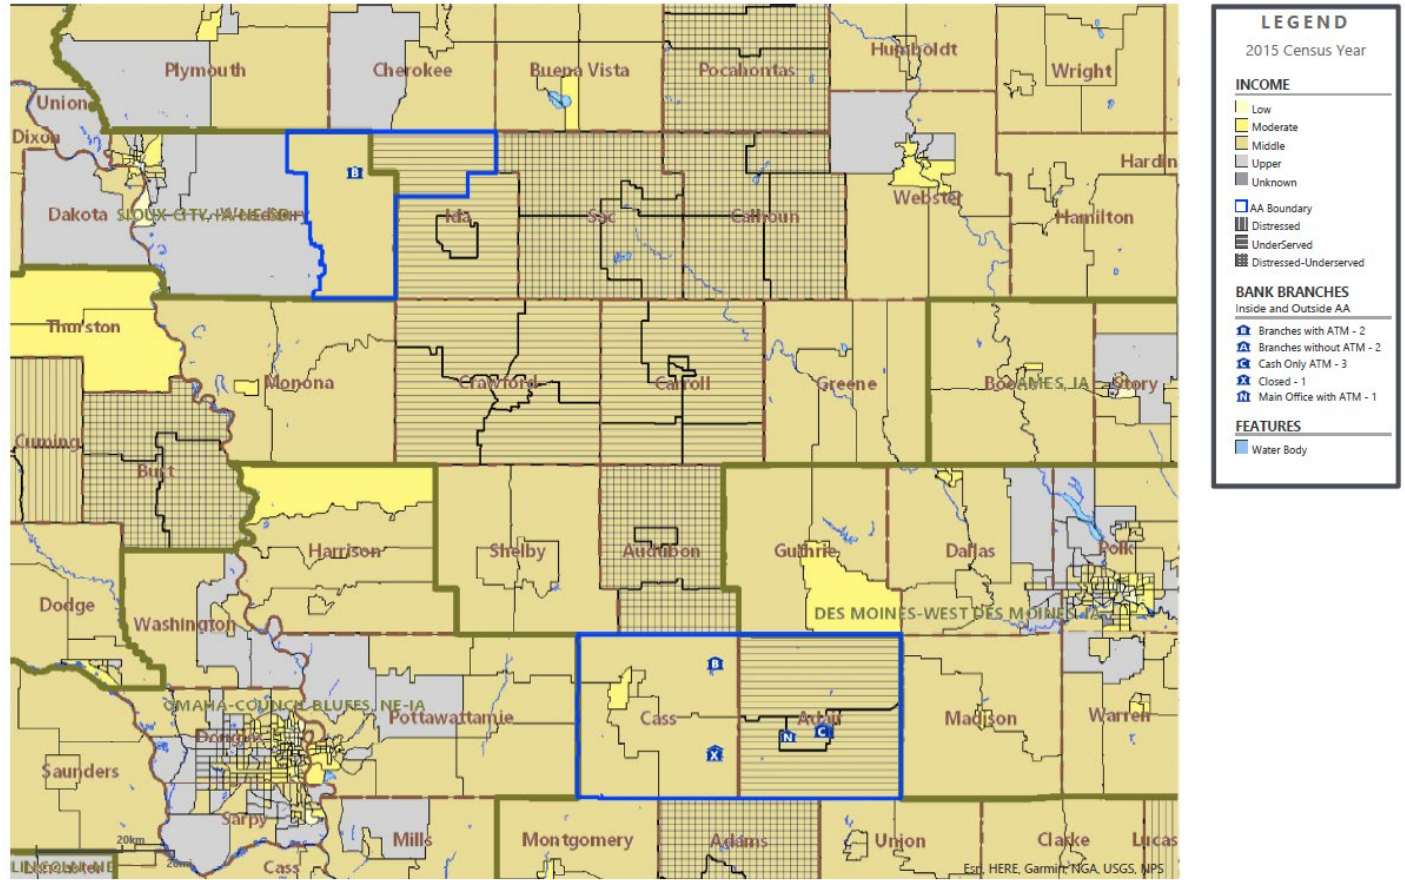 Plymouth
Cherokee
Buena Vista
Pocahontas
Humboldt
Wright
Union
Dixon
Hardin
Dakota
SIOUX CITY, IA-NE-SD
B
Ida
Sac
Calhoun
Webster
Hamilton
Thurston
Monona
Crawford
Carroll
Greene
AMES, IA
Story
Cuming
Burt
Harrison
Shelby
Audubon
Guthrie
Dallas
Polk
Dodge
Washington
DES MOINES-WEST DES MOINES, IA
OMAHA-COUNCIL BLUFFS, NE-IA
Douglas
Pottawattamie
Cass
B
X
Adair
N
C
Madison
Warren
Saunders
Sarpy
Mills
Montgomery
Adams
Union
Clarke
Lucas
20km
20mi
LINCOLN, NE
Cass
Esri, HERE, Garmin, NGA, USGS, NPS
LEGEND
2015 Census Year
INCOME
Low
Moderate
Middle
Upper
Unknown
AA Boundary
Distressed
UnderServed
Distressed-Underserved
BANK BRANCHES
Inside and Outside AA
B Branches with ATM - 2
A Branches without ATM - 2
C Cash Only ATM - 3
X Closed - 1
N Main Office with ATM - 1
FEATURES
Water Body